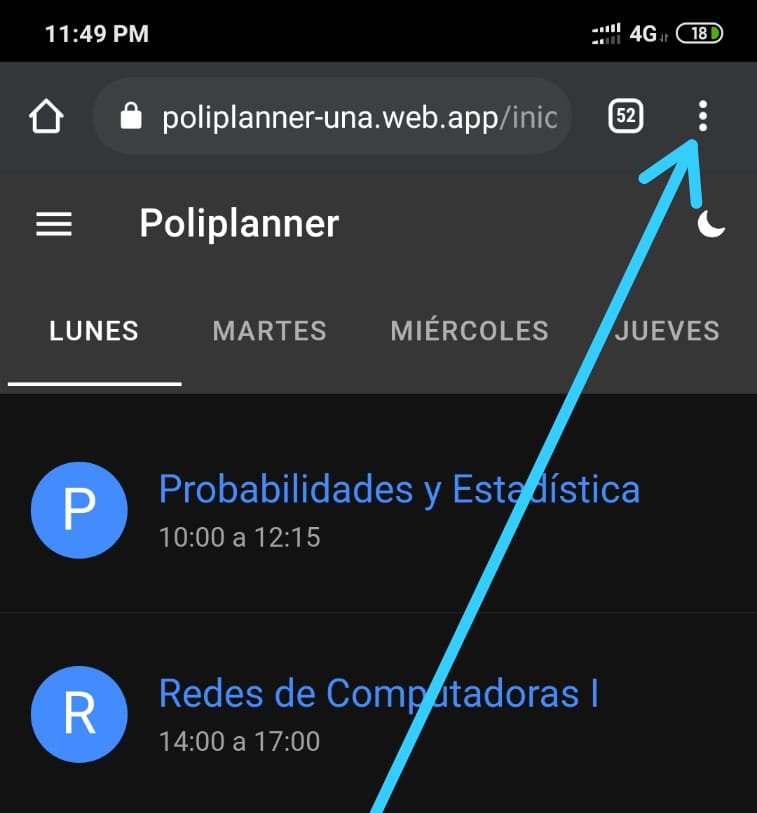 11:49 PM 4G 18
poliplanner-una.web.app/inic 52
Poliplanner
LUNES MARTES MIÉRCOLES JUEVES
P Probabilidades y Estadística
10:00 a 12:15
R Redes de Computadoras I
14:00 a 17:00